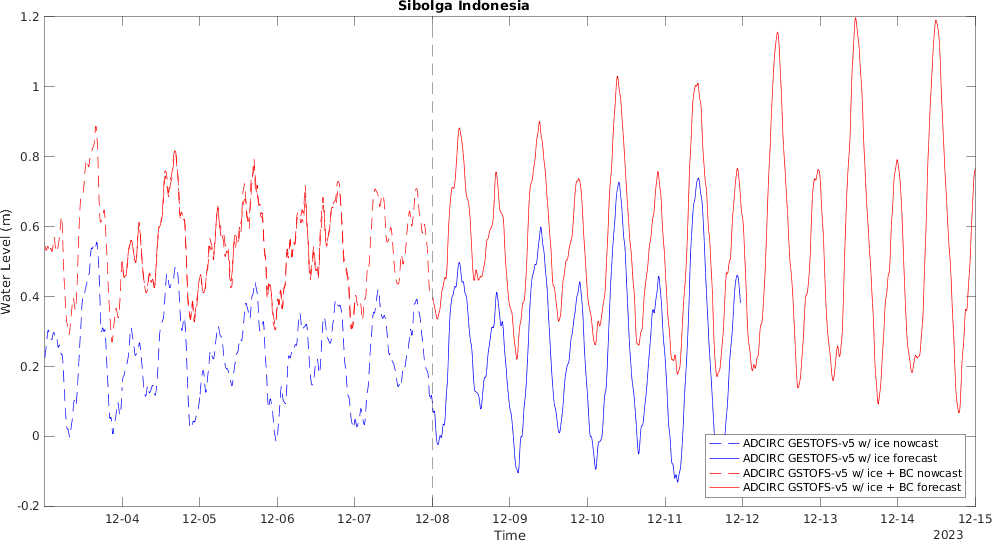 Sibolga Indonesia
Water Level (m)
1.2
1
0.8
0.6
0.4
0.2
0
-0.2
ADCIRC GESTOFS-v5 w/ ice nowcast
ADCIRC GESTOFS-v5 w/ ice forecast
ADCIRC GSTOFS-v5 w/ ice + BC nowcast
ADCIRC GSTOFS-v5 w/ ice + BC forecast
12-04 12-05 12-06 12-07 12-08 12-09 12-10 12-11 12-12 12-13 12-14 12-15
Time
2023